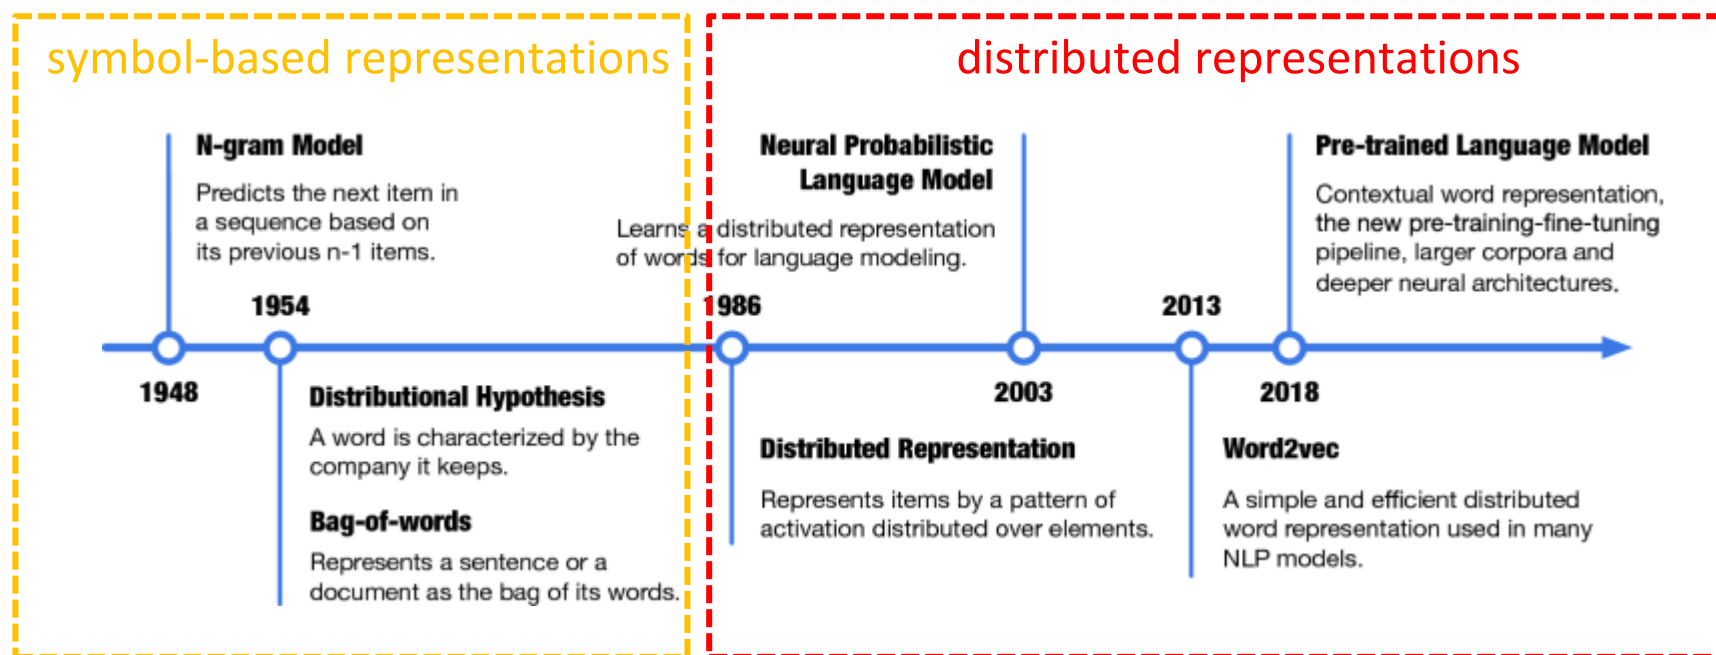 symbol-based representations
distributed representations
N-gram Model
Predicts the next item in
a sequence based on
its previous n-1 items.
Neural Probabilistic
Language Model
Learns a distributed representation
of words for language modeling.
Pre-trained Language Model
Contextual word representation,
the new pre-training-fine-tuning
pipeline, larger corpora and
deeper neural architectures.
1954
1986
2013
1948
2003
2018
Distributional Hypothesis
A word is characterized by the
company it keeps.
Bag-of-words
Represents a sentence or a
document as the bag of its words.
Distributed Representation
Represents items by a pattern of
activation distributed over elements.
Word2vec
A simple and efficient distributed
word representation used in many
NLP models.